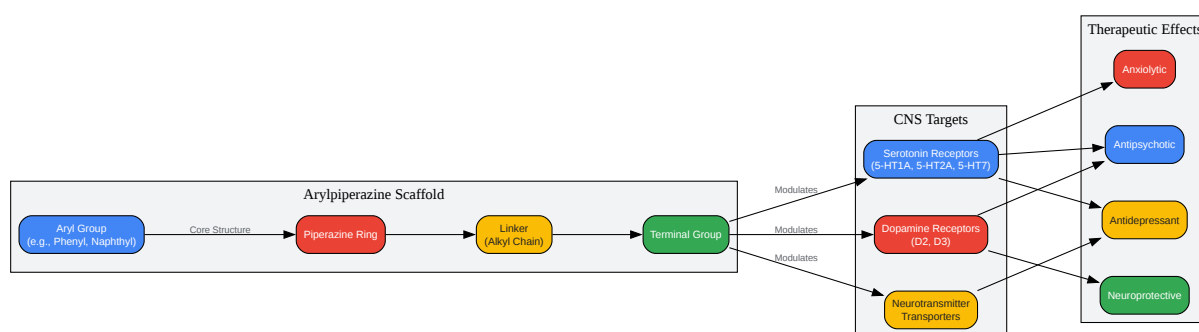 Arylpiperazine Scaffold
Aryl Group
(e.g., Phenyl, Naphthyl)
Core Structure
Piperazine Ring
Linker
(Alkyl Chain)
Terminal Group
Modulates
Modulates
Modulates
CNS Targets
Serotonin Receptors
(5-HT1A, 5-HT2A, 5-HT7)
Dopamine Receptors
(D2, D3)
Neurotransmitter
Transporters
Therapeutic Effects
Anxiolytic
Antipsychotic
Antidepressant
Neuroprotective